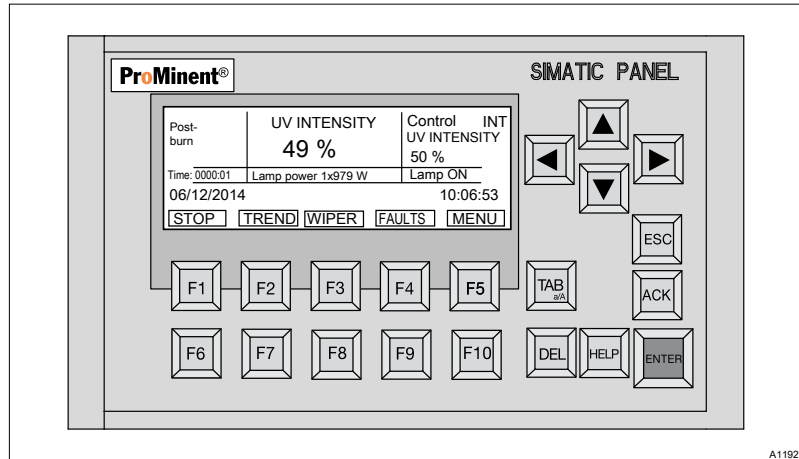 ProMinent®
SIMATIC PANEL
Post-
burn
UV INTENSITY
49 %
Control INT
UV INTENSITY
50 %
Time: 0000:01
Lamp power 1x979 W
Lamp ON
06/12/2014
10:06:53
STOP TREND WIPER FAULTS MENU
ESC
F1 F2 F3 F4 F5
TAB
a/A
ACK
F6 F7 F8 F9 F10
DEL HELP ENTER
A1192